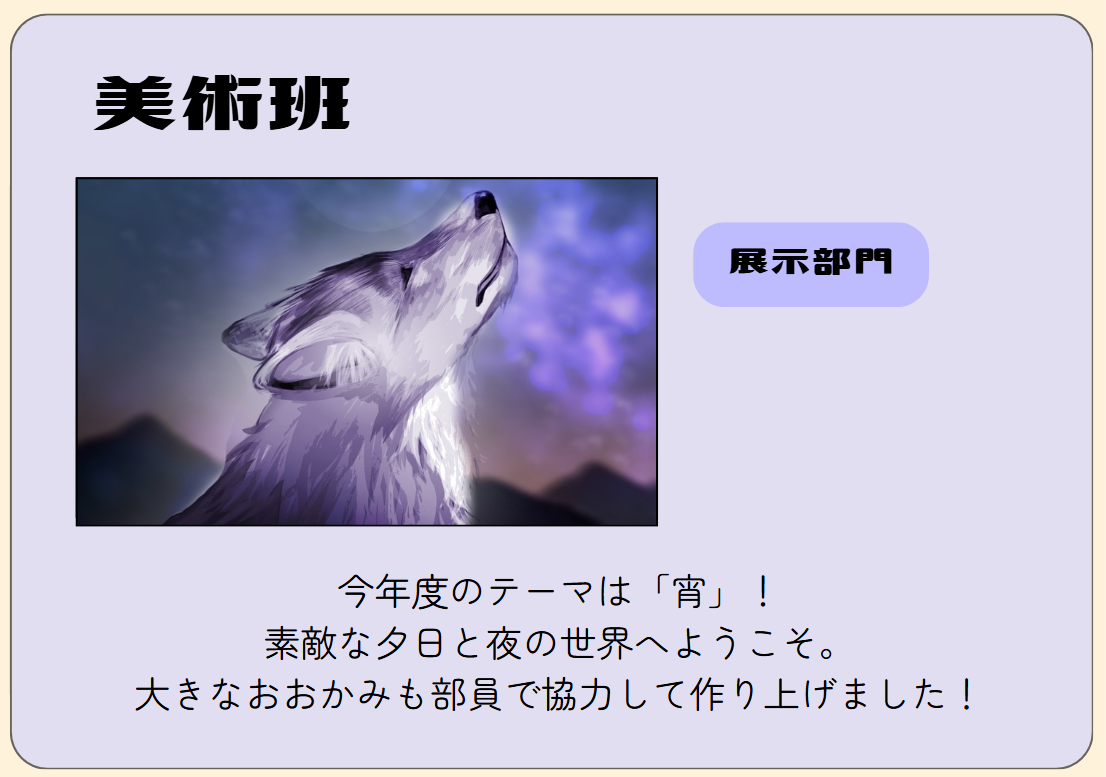 美術班
展示部門
今年度のテーマは「宵」！
素敵な夕日と夜の世界へようこそ。
大きなおおかみも部員で協力して作り上げました！